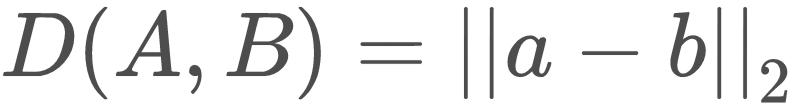 D(A, B) = ||a − b||₂